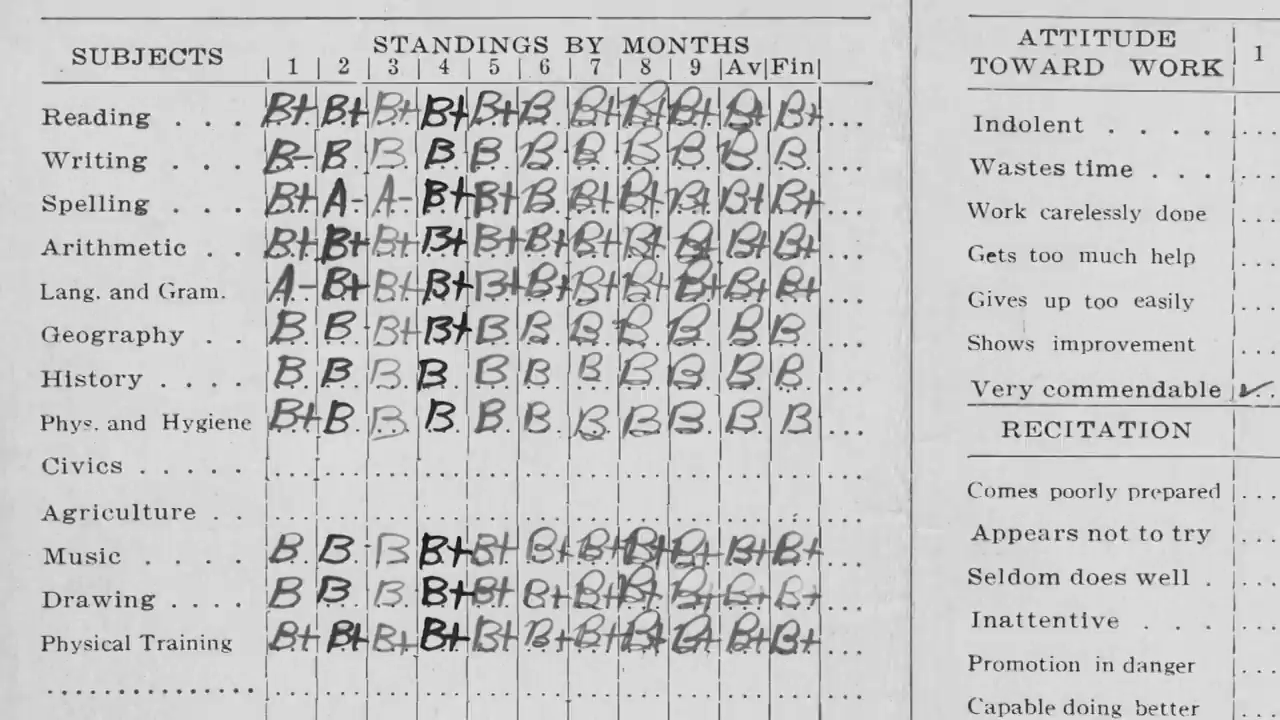 SUBJECTS STANDINGS BY MONTHS
1 2 3 4 5 6 7 8 9 Av Fin
Reading . . . B+ B+ B+ B+ B+ B B+ B+ B+ B+ B+
Writing . . . B- B B B B B B B B B B
Spelling . . . B+ A- A- B+ B+ B B+ B+ B+ B+ B+
Arithmetic . . B+ B+ B+ B+ B+ B+ B+ B+ B+ B+ B+
Lang. and Gram. A- B+ B+ B+ B+ B+ B+ B+ B+ B+ B+
Geography . . B B B+ B+ B B B B B B B
History . . . . B B B B B B B B B B B
Phys. and Hygiene B+ B B B B B B B B B B
Civics . . . . .
Agriculture . .
Music . . . . B B B B+ B+ B+ B+ B+ B+ B+ B+
Drawing . . . . B B B B+ B+ B+ B+ B+ B+ B+ B+
Physical Training B+ B+ B+ B+ B+ B+ B+ B+ B+ B+ B+
ATTITUDE
TOWARD WORK 1
Indolent . . . .
Wastes time . . .
Work carelessly done
Gets too much help
Gives up too easily
Shows improvement
Very commendable ✓
RECITATION
Comes poorly prepared
Appears not to try
Seldom does well .
Inattentive . . .
Promotion in danger
Capable doing better